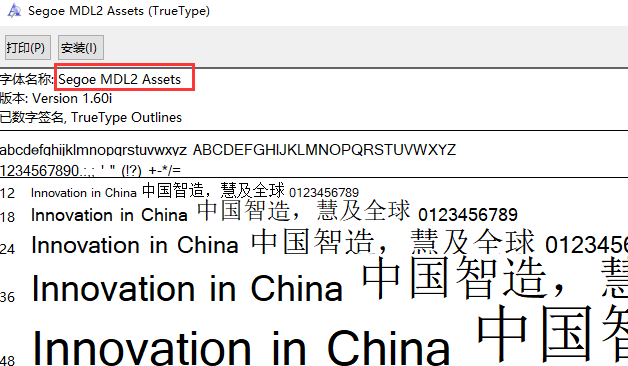 Segoe MDL2 Assets (TrueType)
打印(P) 安装(I)
字体名称: Segoe MDL2 Assets
版本: Version 1.60i
已数字签名, TrueType Outlines
abcdefghijklmnopqrstuvwxyz ABCDEFGHIJKLMNOPQRSTUVWXYZ
1234567890.:,; ' " (!?) +-*/=
12 Innovation in China 中国智造，慧及全球 0123456789
18 Innovation in China 中国智造，慧及全球 0123456789
24 Innovation in China 中国智造，慧及全球 0123456
36 Innovation in China 中国智造，慧
48 Innovation in China 中国